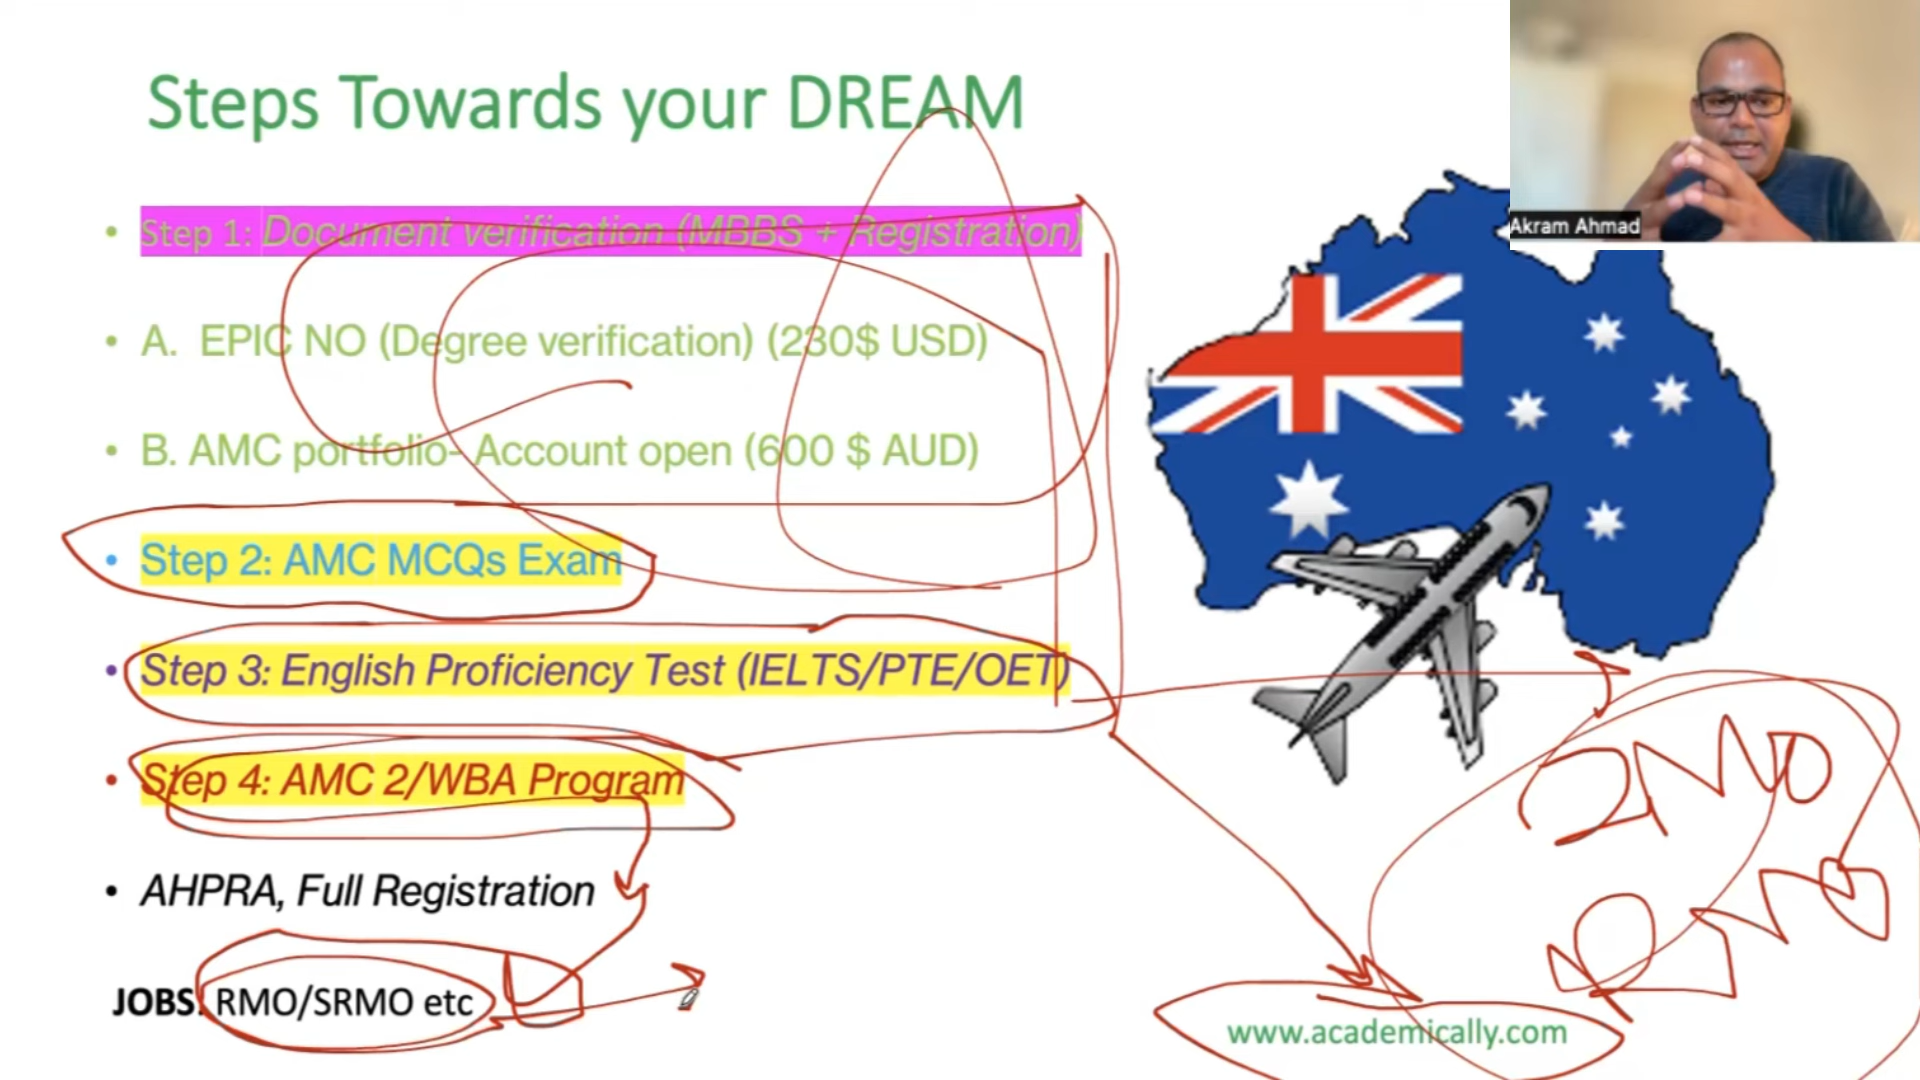 Steps Towards your DREAM
Akram Ahmad
• Step 1: Document verification (MBBS + Registration)
• A. EPIC NO (Degree verification) (230$ USD)
• B. AMC portfolio- Account open (600 $ AUD)
• Step 2: AMC MCQs Exam
• Step 3: English Proficiency Test (IELTS/PTE/OET)
• Step 4: AMC 2/WBA Program
• AHPRA, Full Registration
JOBS: RMO/SRMO etc
www.academically.com